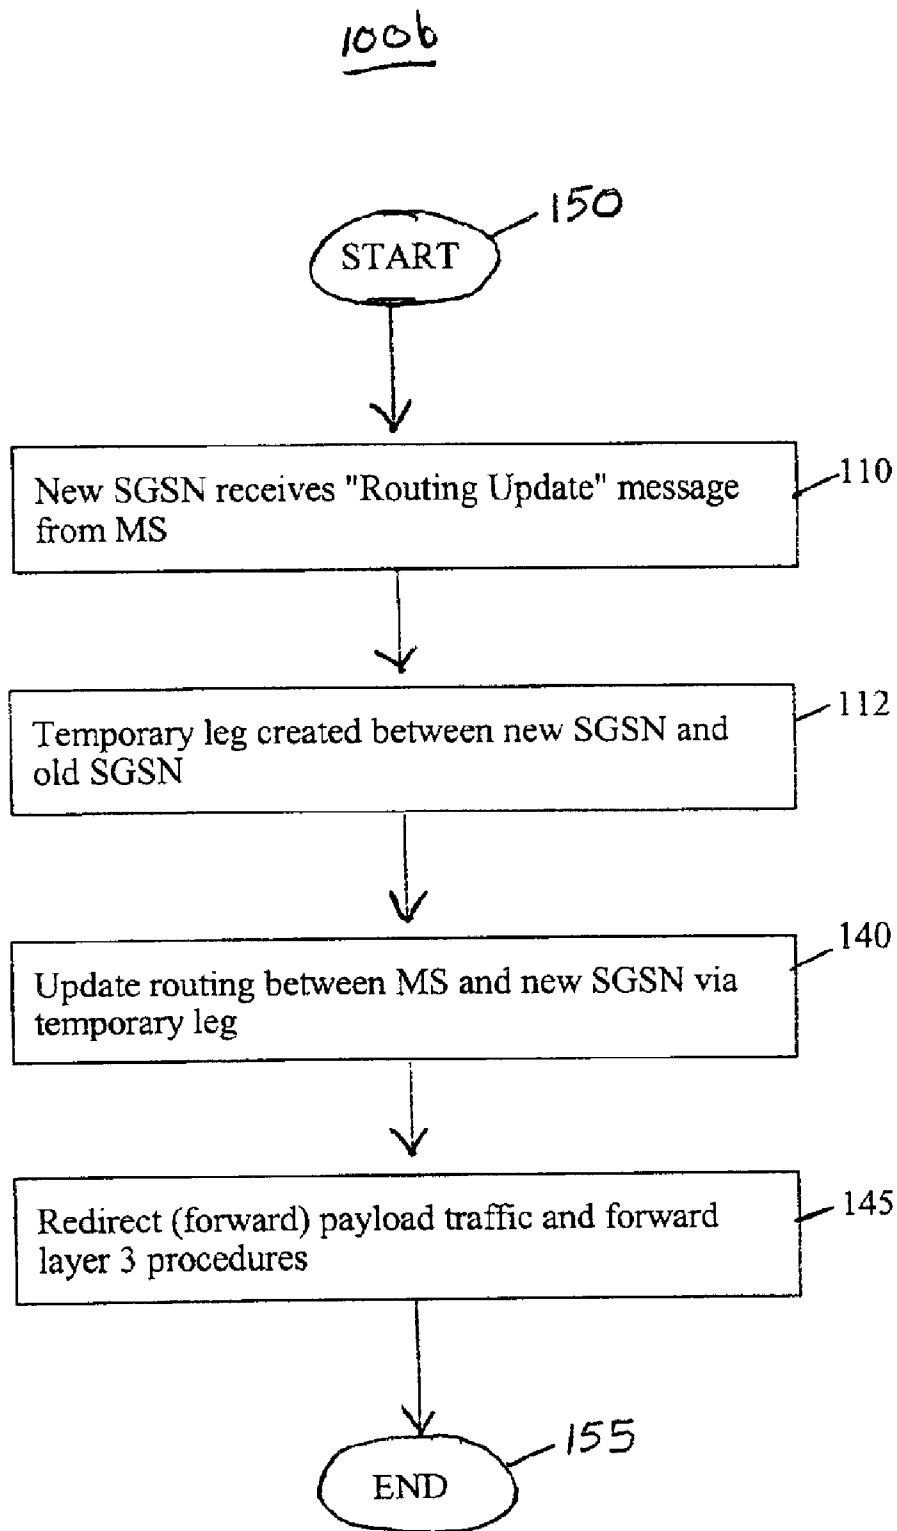 100b
150
START
110
New SGSN receives "Routing Update" message
from MS
112
Temporary leg created between new SGSN and
old SGSN
140
Update routing between MS and new SGSN via
temporary leg
145
Redirect (forward) payload traffic and forward
layer 3 procedures
155
END